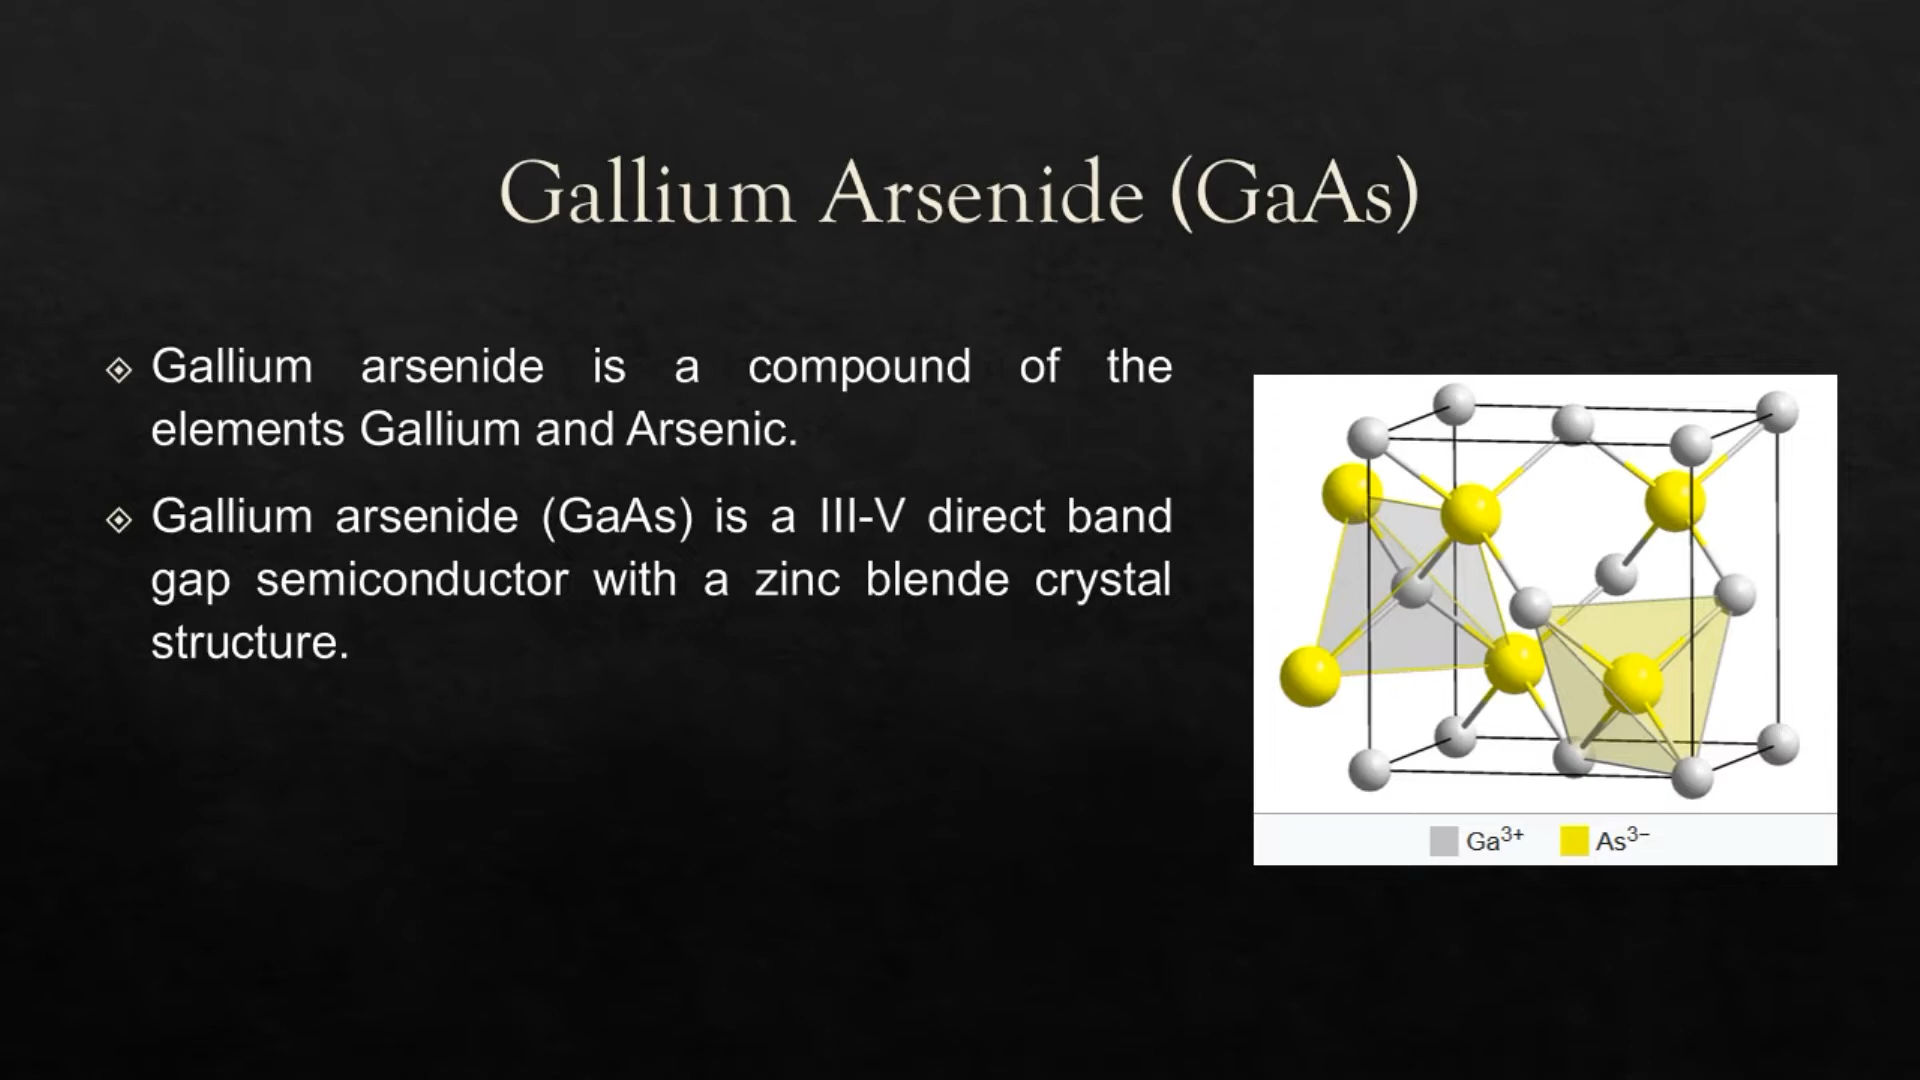 Gallium Arsenide (GaAs)
Gallium arsenide is a compound of the
elements Gallium and Arsenic.
Gallium arsenide (GaAs) is a III-V direct band
gap semiconductor with a zinc blende crystal
structure.
Ga³⁺ As³⁻